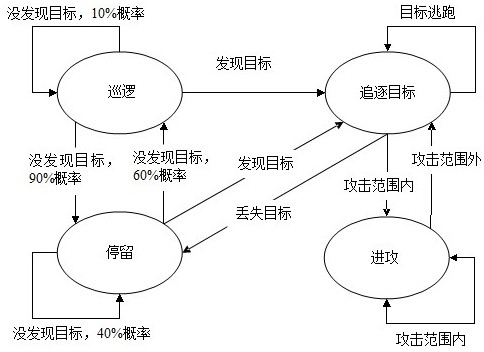 没发现目标，10%概率
目标逃跑
发现目标
巡逻
追逐目标
没发现目标，
90%概率
没发现目标，
60%概率
发现目标
攻击范围外
攻击范围内
丢失目标
停留
进攻
没发现目标，40%概率
攻击范围内